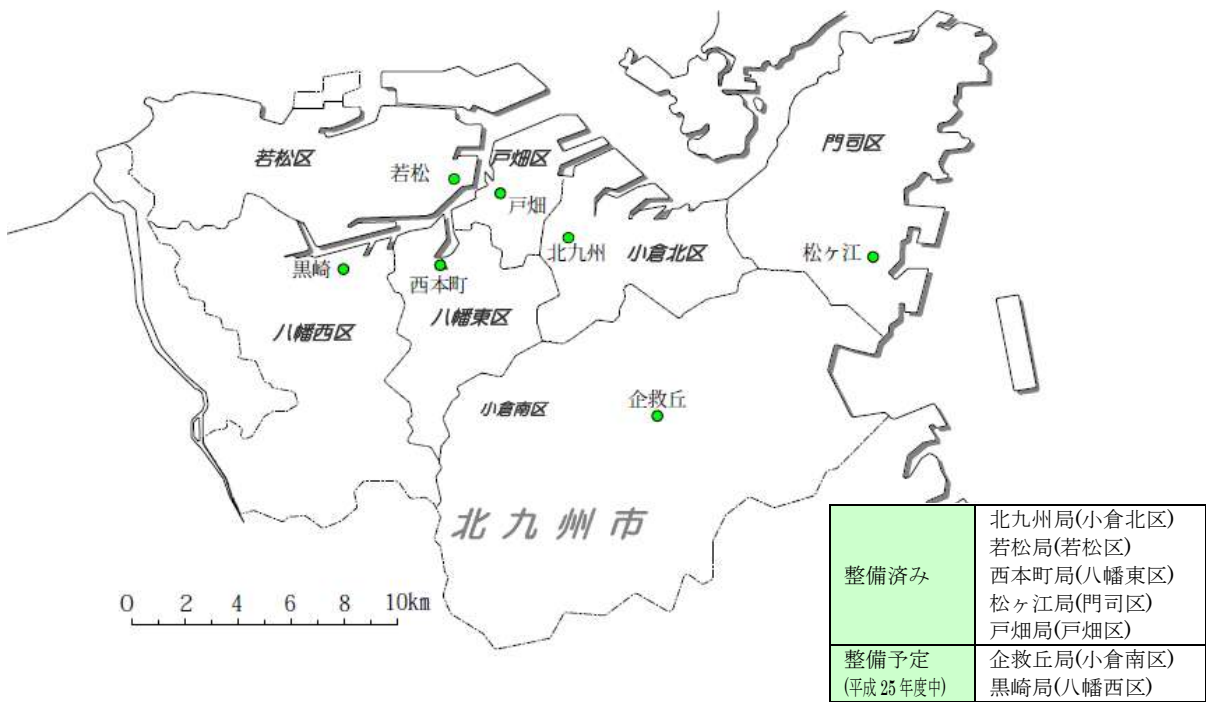 門司区
若松区
戸畑区
若松
戸畑
北九州
小倉北区
松ヶ江
黒崎
西本町
八幡東区
八幡西区
企救丘
小倉南区
北九州市
0 2 4 6 8 10km
整備済み
北九州局(小倉北区)
若松局(若松区)
西本町局(八幡東区)
松ヶ江局(門司区)
戸畑局(戸畑区)
整備予定
(平成25年度中)
企救丘局(小倉南区)
黒崎局(八幡西区)